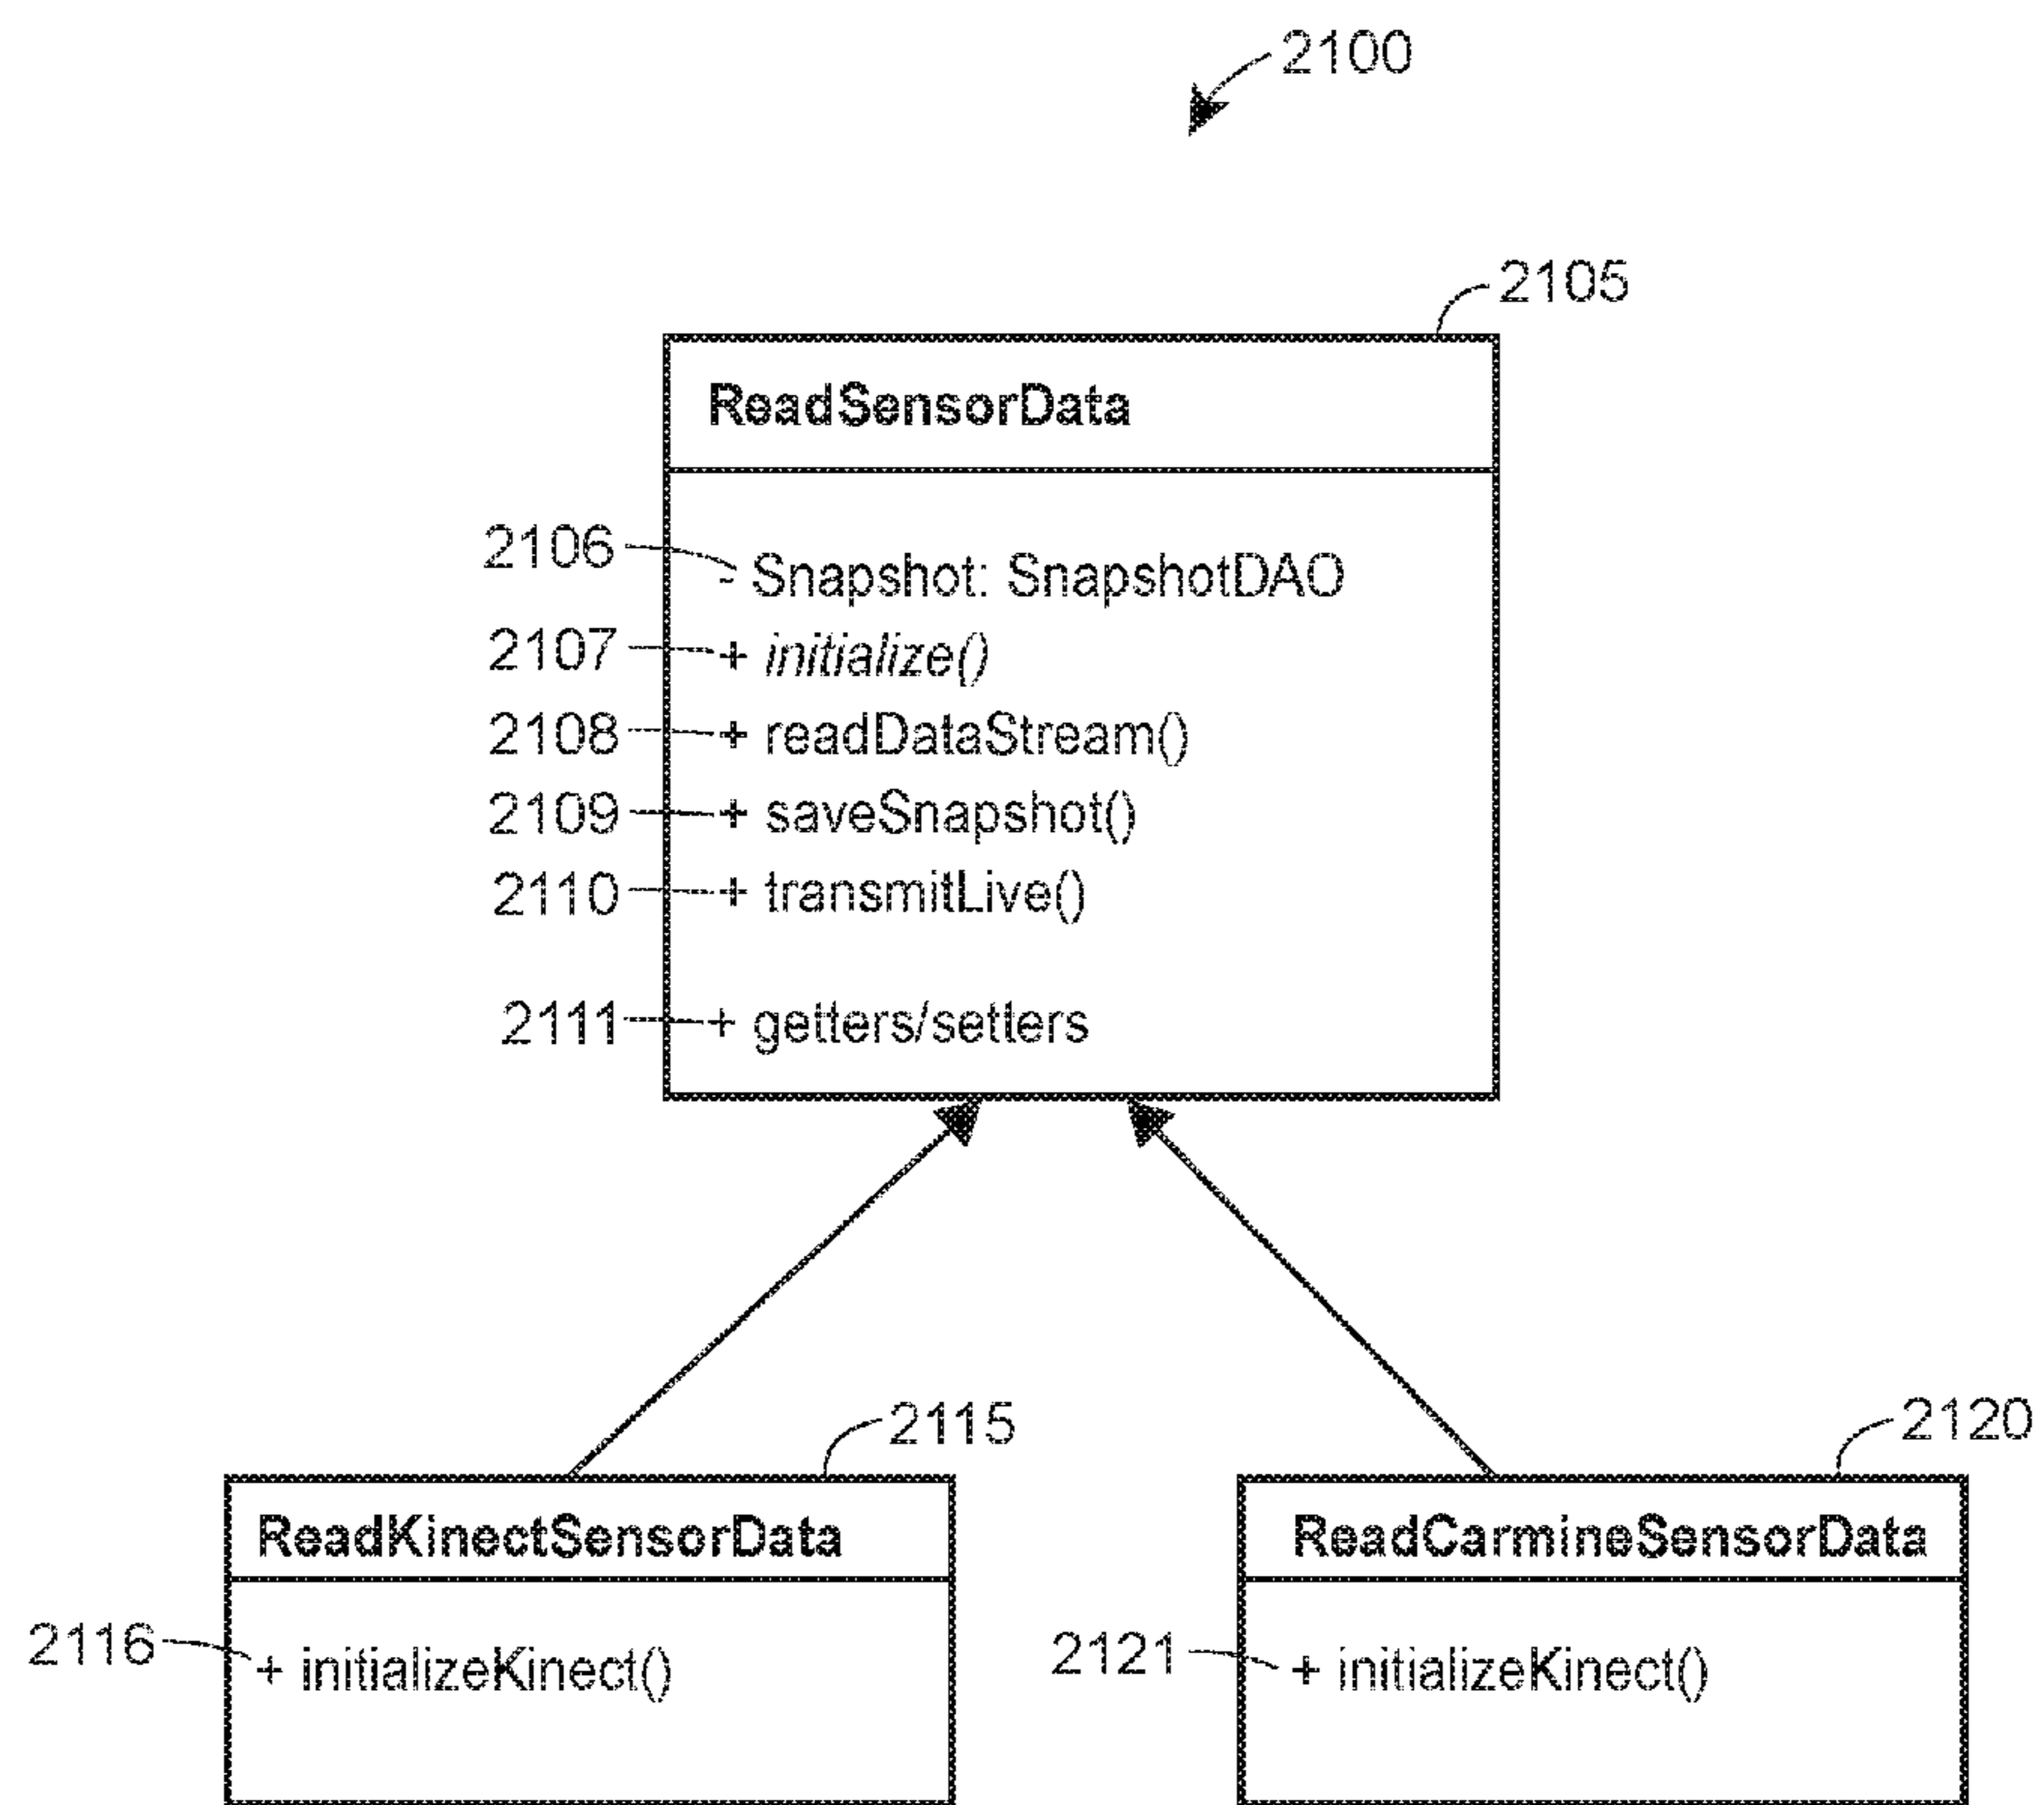 2100
2105
ReadSensorData
2106 - Snapshot: SnapshotDAO
2107 + initialize()
2108 + readDataStream()
2109 + saveSnapshot()
2110 + transmitLive()
2111 + getters/setters
2115
2120
ReadKinectSensorData
ReadCarmineSensorData
2116 + initializeKinect()
2121 + initializeKinect()